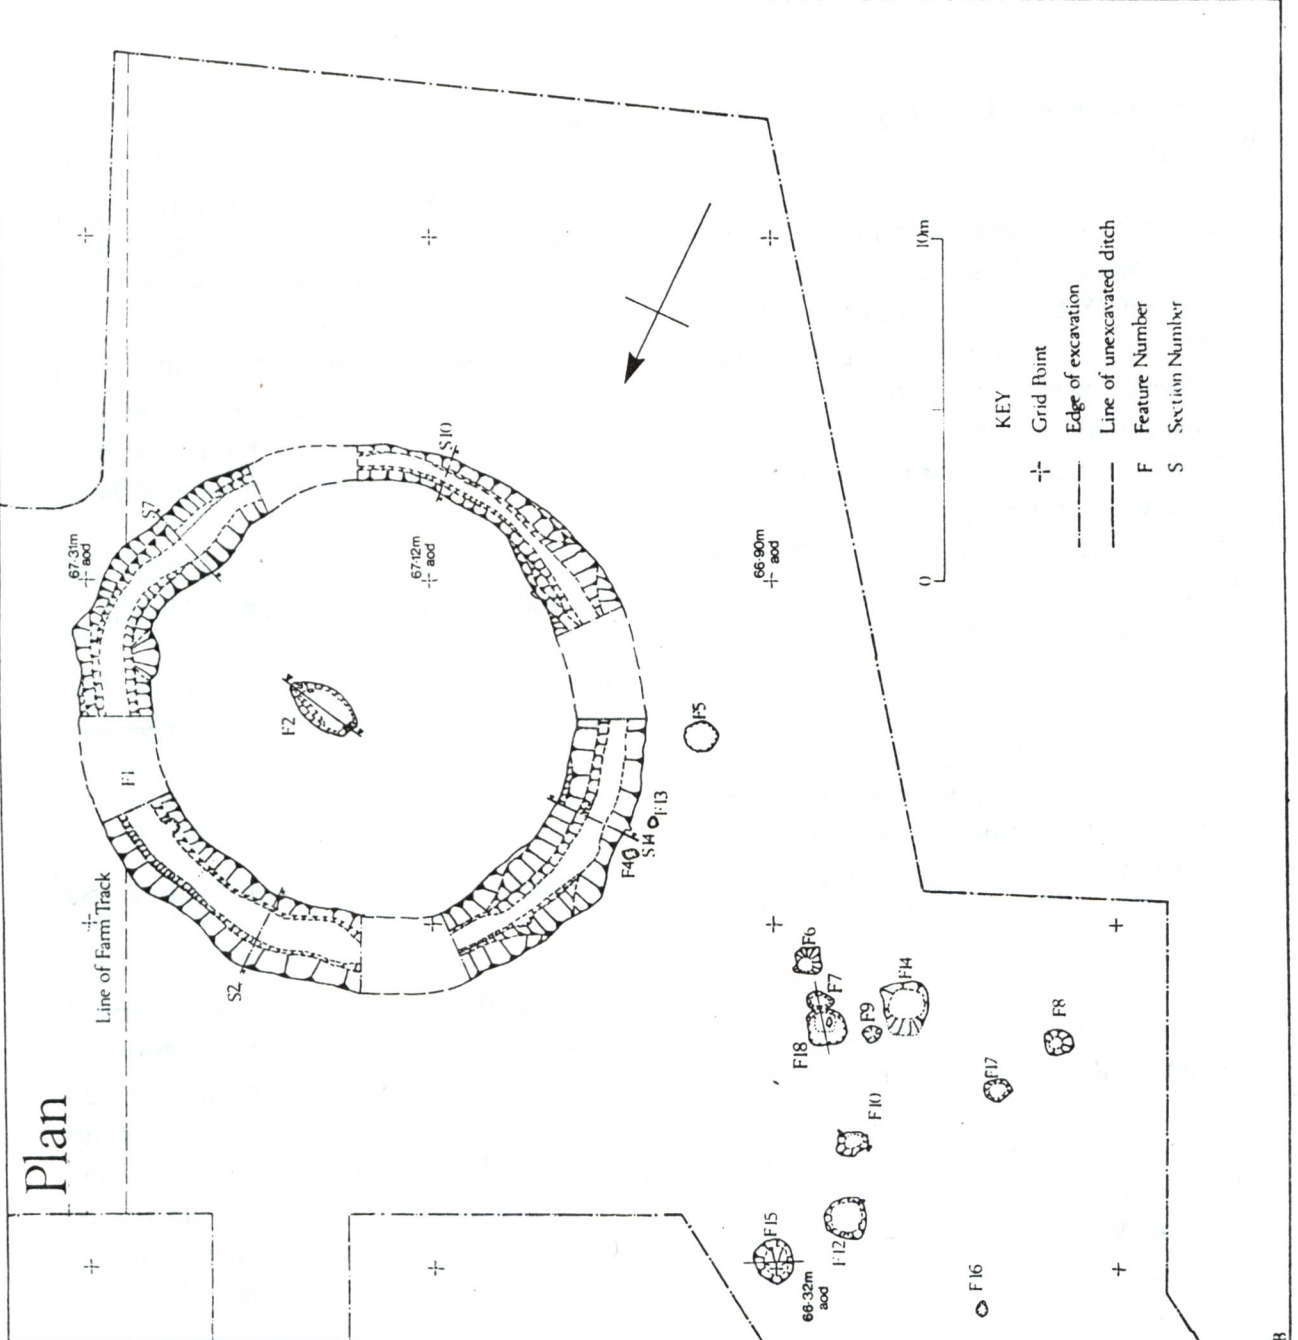 Plan
Line of Farm Track
67·31m
aod
67·12m
aod
66·90m
aod
66·32m
aod
S7
S10
F1
F2
S2
F5
F13
S14
F4
F6
F7
F18
F9
F14
F8
F17
F10
F12
F15
F16
0
10m
KEY
Grid Point
Edge of excavation
Line of unexcavated ditch
F Feature Number
S Section Number